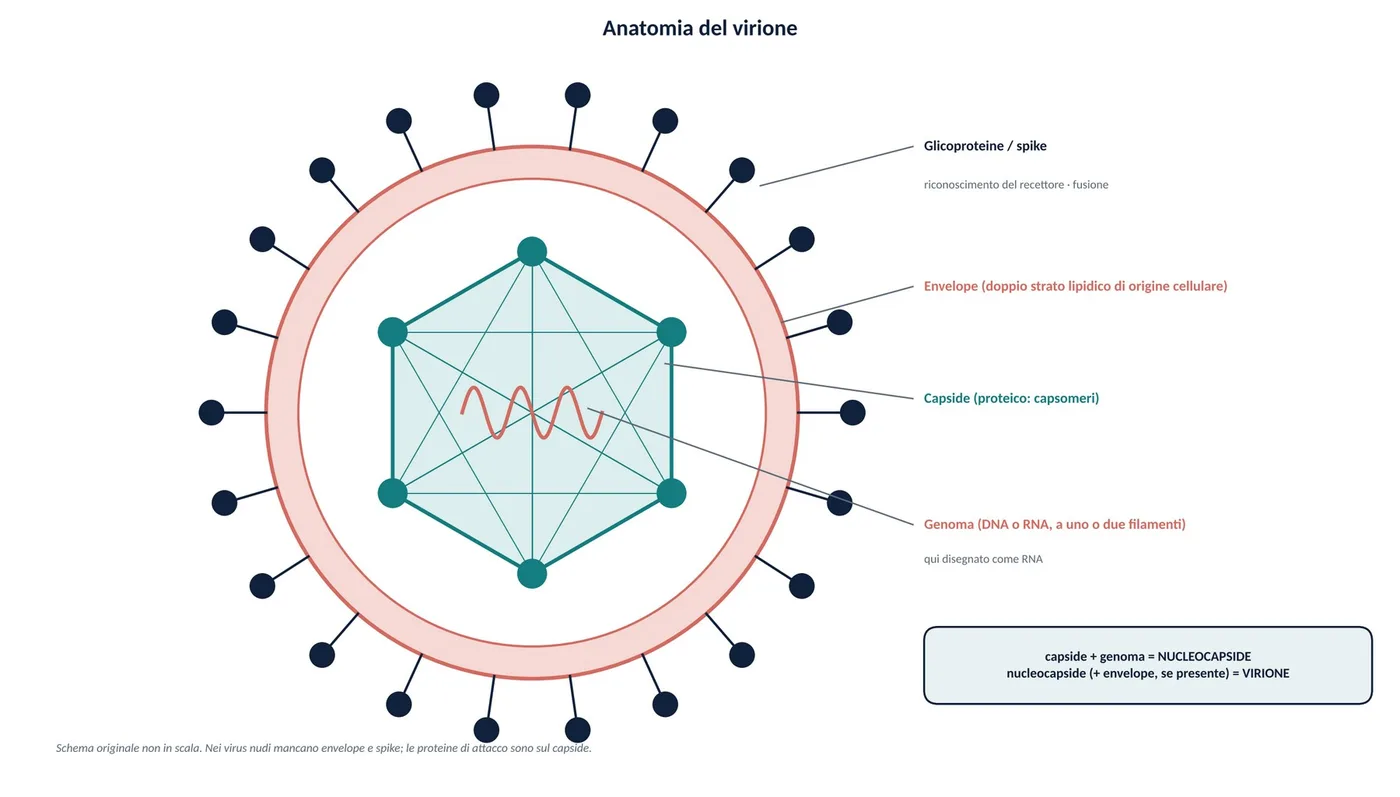 Anatomia del virione
Glicoproteine / spike
riconoscimento del recettore · fusione
Envelope (doppio strato lipidico di origine cellulare)
Capside (proteico: capsomeri)
Genoma (DNA o RNA, a uno o due filamenti)
qui disegnato come RNA
capside + genoma = NUCLEOCAPSIDE
nucleocapside (+ envelope, se presente) = VIRIONE
Schema originale non in scala. Nei virus nudi mancano envelope e spike; le proteine di attacco sono sul capside.